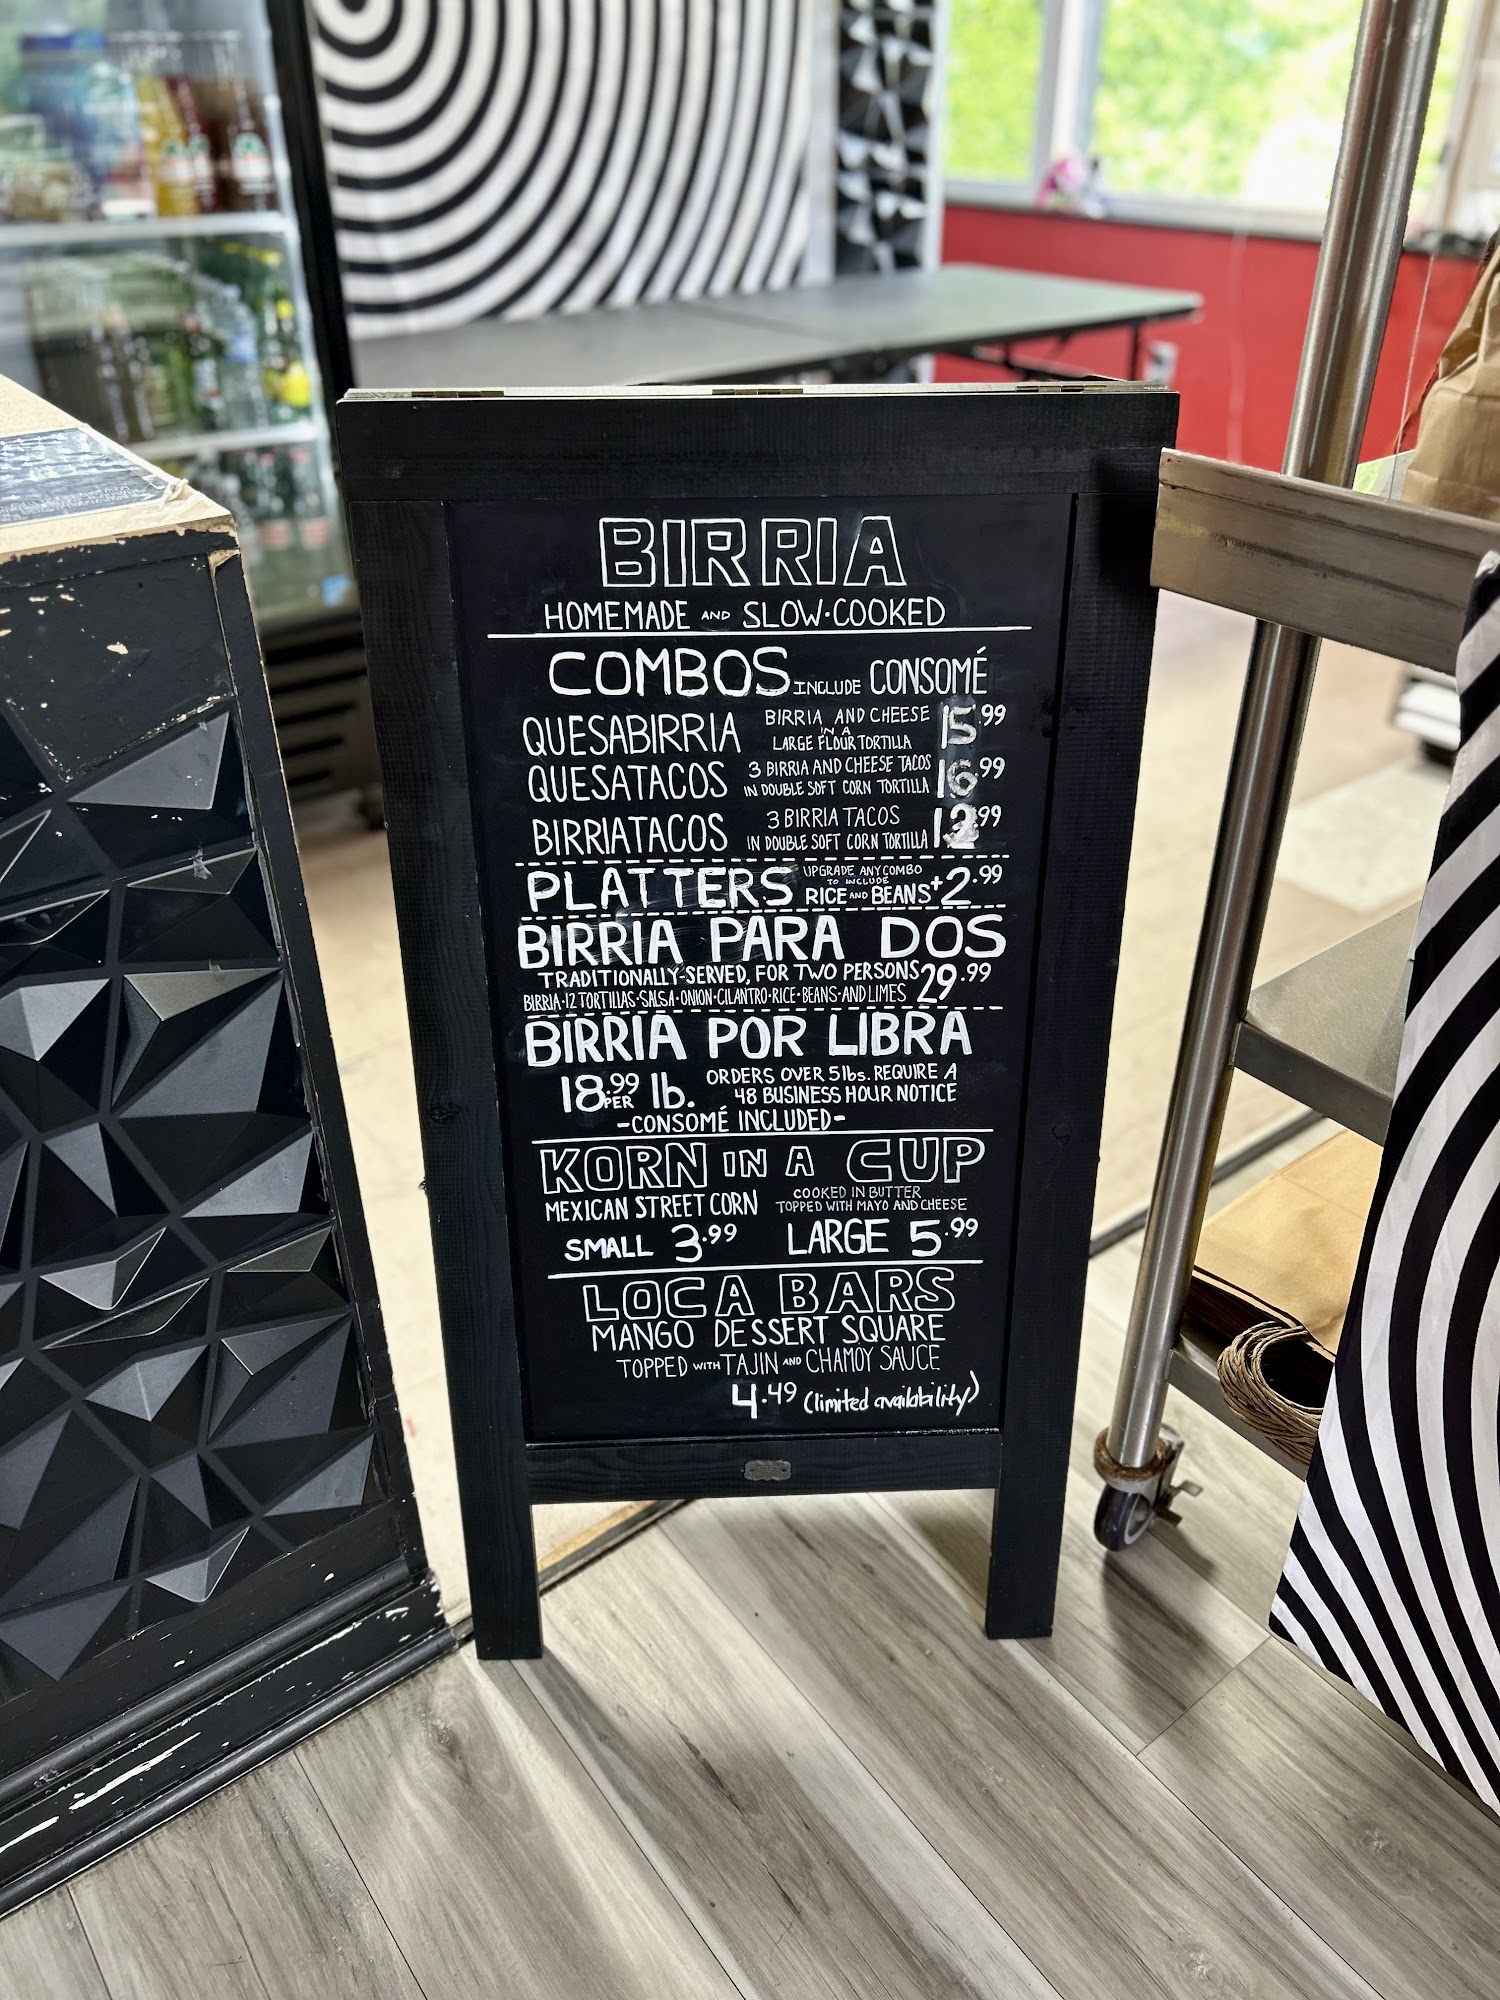 BIRRIA
HOMEMADE AND SLOW·COOKED
COMBOS INCLUDE CONSOMÉ
QUESABIRRIA BIRRIA AND CHEESE IN A LARGE FLOUR TORTILLA 15.99
QUESATACOS 3 BIRRIA AND CHEESE TACOS IN DOUBLE SOFT CORN TORTILLA 16.99
BIRRIATACOS 3 BIRRIA TACOS IN DOUBLE SOFT CORN TORTILLA 12.99
PLATTERS UPGRADE ANY COMBO TO INCLUDE RICE AND BEANS +2.99
BIRRIA PARA DOS
TRADITIONALLY-SERVED, FOR TWO PERSONS 29.99
BIRRIA·12 TORTILLAS·SALSA·ONION·CILANTRO·RICE·BEANS·AND LIMES
BIRRIA POR LIBRA
18.99 PER lb. ORDERS OVER 5lbs. REQUIRE A
48 BUSINESS HOUR NOTICE
-CONSOMÉ INCLUDED-
KORN IN A CUP
MEXICAN STREET CORN COOKED IN BUTTER
TOPPED WITH MAYO AND CHEESE
SMALL 3.99 LARGE 5.99
LOCA BARS
MANGO DESSERT SQUARE
TOPPED WITH TAJIN AND CHAMOY SAUCE
4.49 (limited availability)